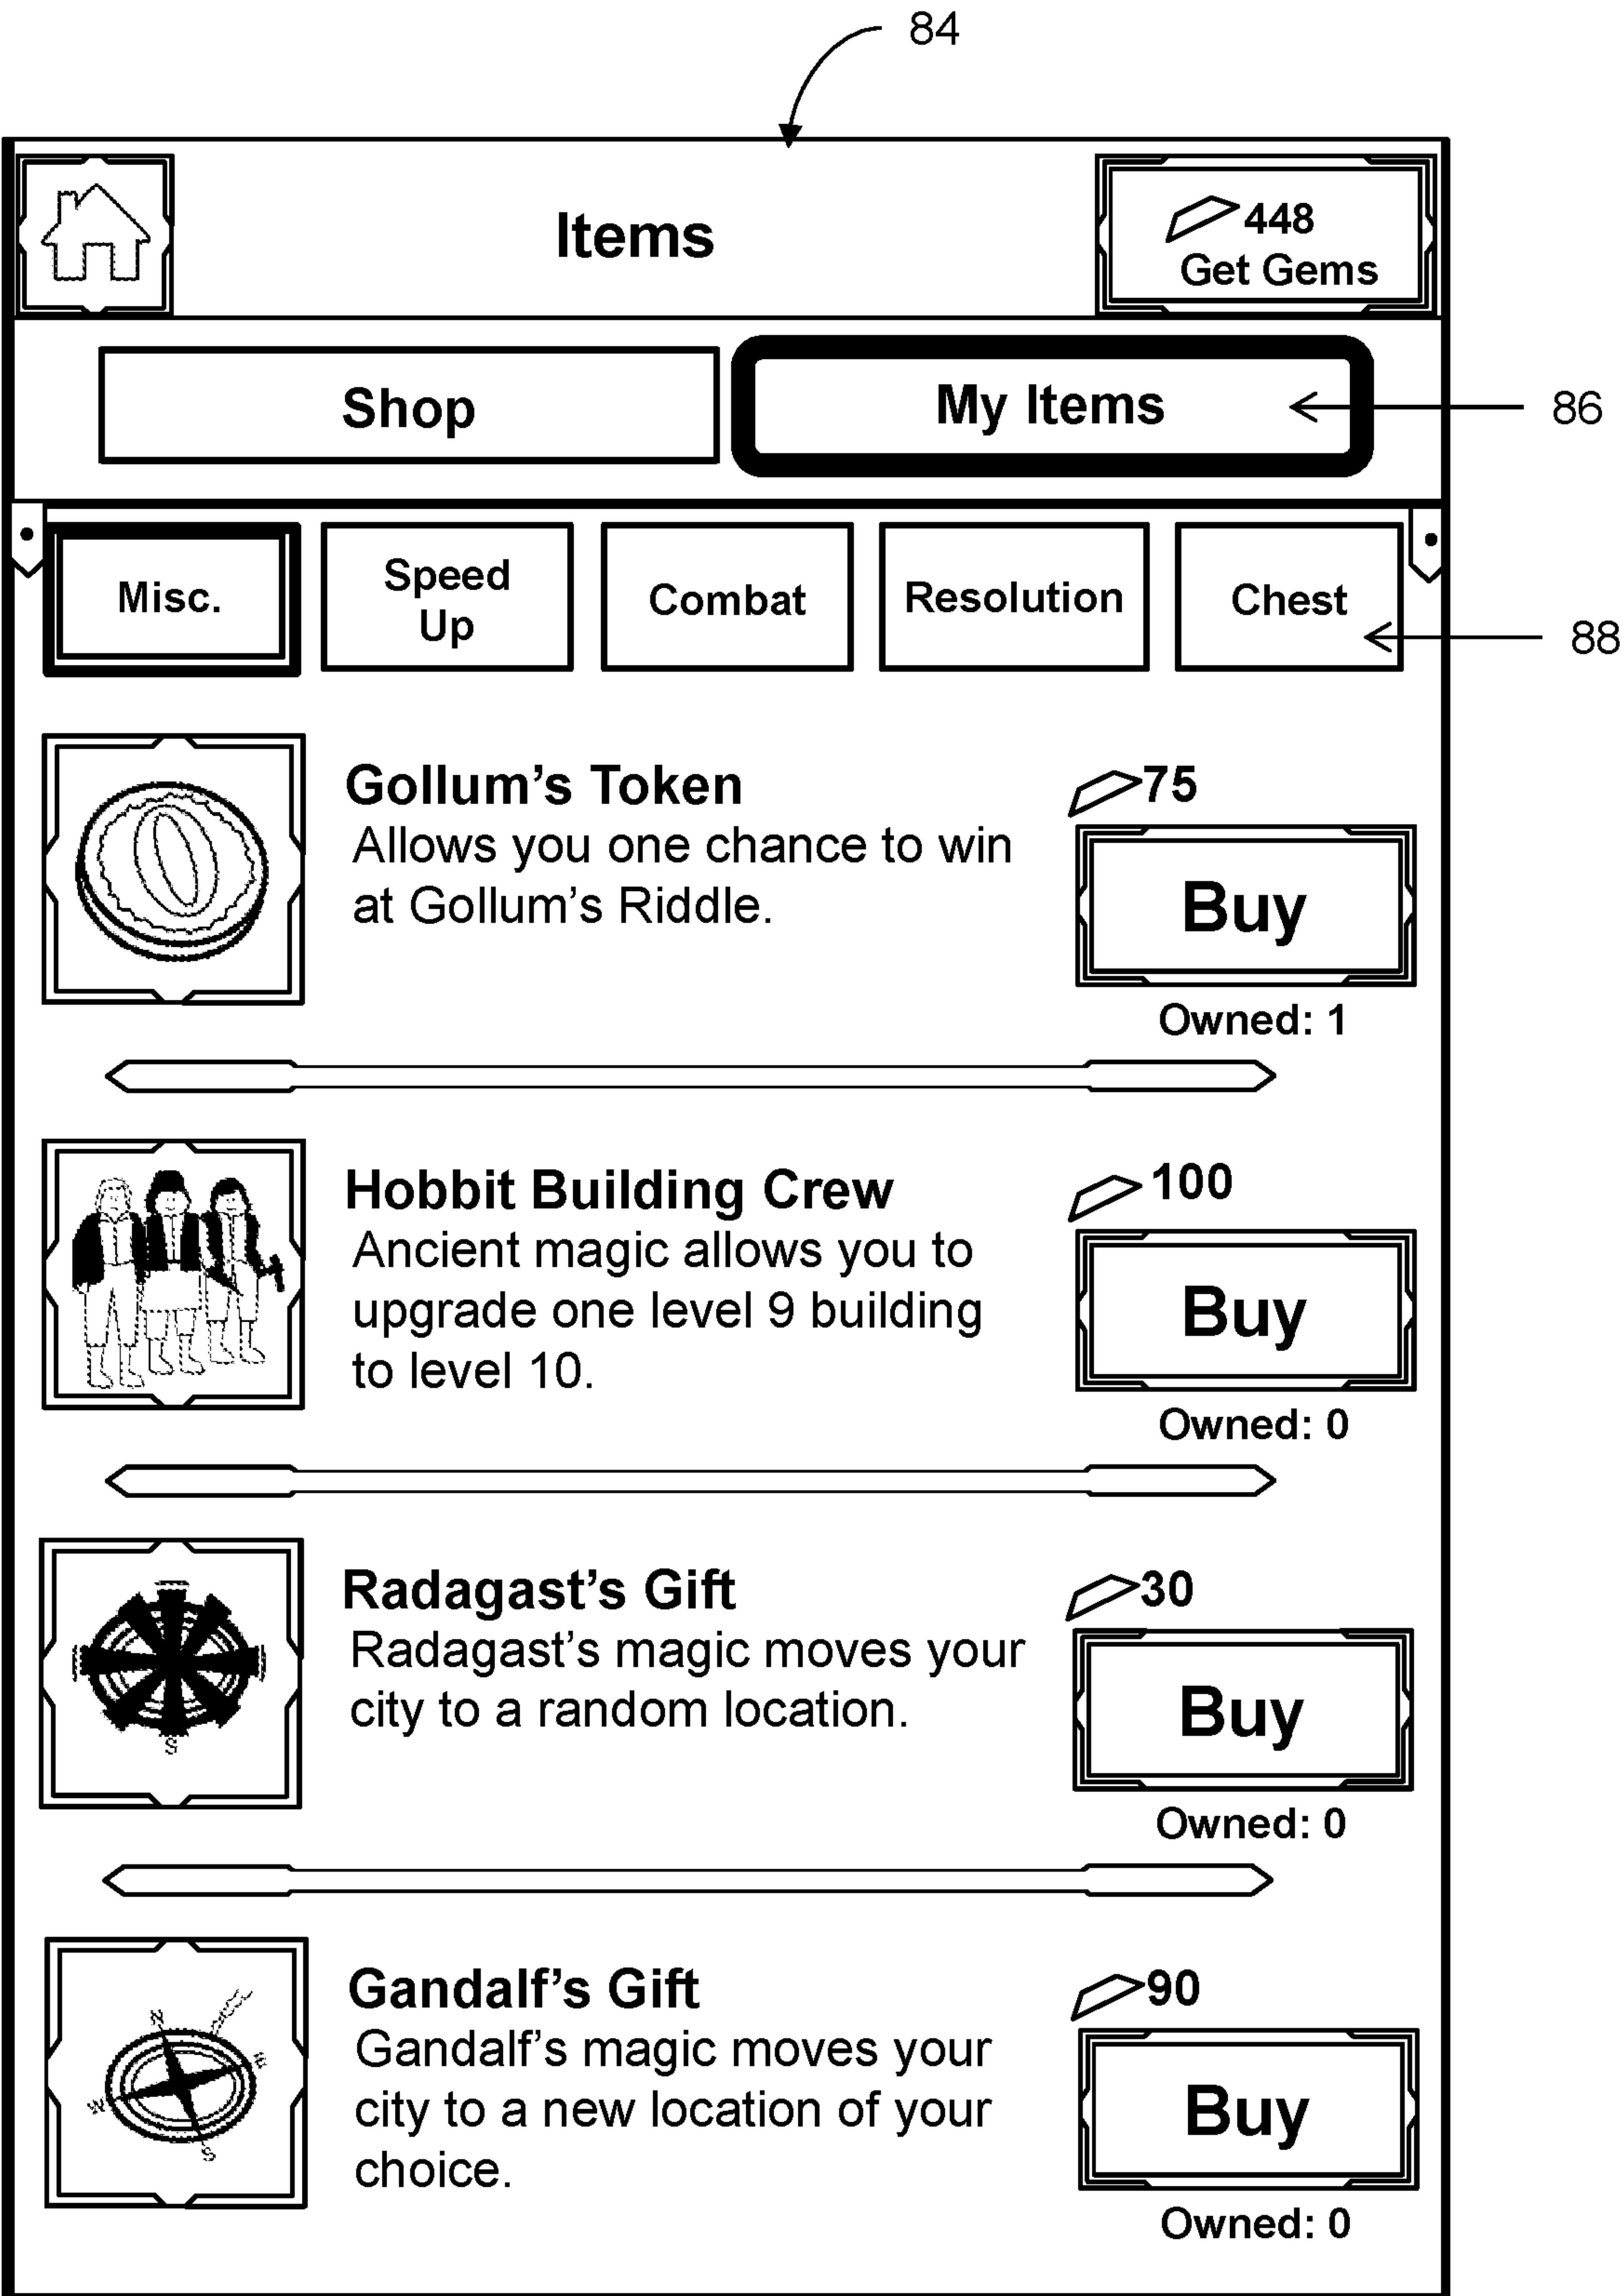 84
Items
448
Get Gems
Shop
My Items
86
Misc.
Speed
Up
Combat
Resolution
Chest
88
Gollum's Token
Allows you one chance to win
at Gollum's Riddle.
75
Buy
Owned: 1
Hobbit Building Crew
Ancient magic allows you to
upgrade one level 9 building
to level 10.
100
Buy
Owned: 0
Radagast's Gift
Radagast's magic moves your
city to a random location.
30
Buy
Owned: 0
S
Gandalf's Gift
Gandalf's magic moves your
city to a new location of your
choice.
90
Buy
Owned: 0
N
E
W
S